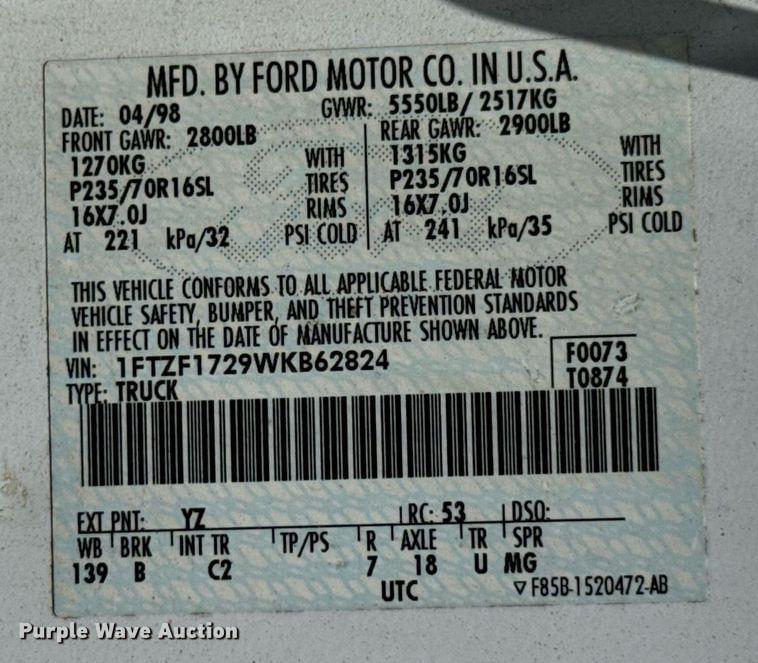 MFD. BY FORD MOTOR CO. IN U.S.A.
DATE: 04/98 GVWR: 5550LB/ 2517KG
FRONT GAWR: 2800LB REAR GAWR: 2900LB
1270KG WITH 1315KG WITH
P235/70R16SL TIRES P235/70R16SL TIRES
16X7.0J RIMS 16X7.0J RIMS
AT 221 kPa/32 PSI COLD AT 241 kPa/35 PSI COLD
THIS VEHICLE CONFORMS TO ALL APPLICABLE FEDERAL MOTOR
VEHICLE SAFETY, BUMPER, AND THEFT PREVENTION STANDARDS
IN EFFECT ON THE DATE OF MANUFACTURE SHOWN ABOVE.
VIN: 1FTZF1729WKB62824 F0073
TYPE: TRUCK T0874
EXT PNT: YZ RC: 53 DSO:
WB BRK INT TR TP/PS R AXLE TR SPR
139 B C2 7 18 U MG
UTC ▽F85B-1520472-AB
Purple Wave Auction